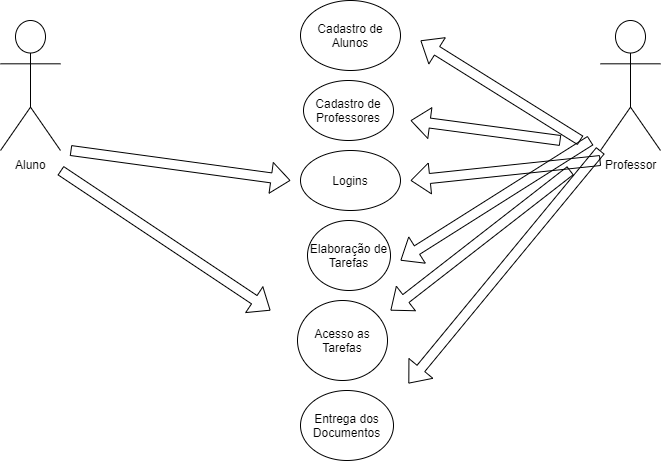 Cadastro de
Alunos
Cadastro de
Professores
Aluno
Professor
Logins
Elaboração de
Tarefas
Acesso as
Tarefas
Entrega dos
Documentos